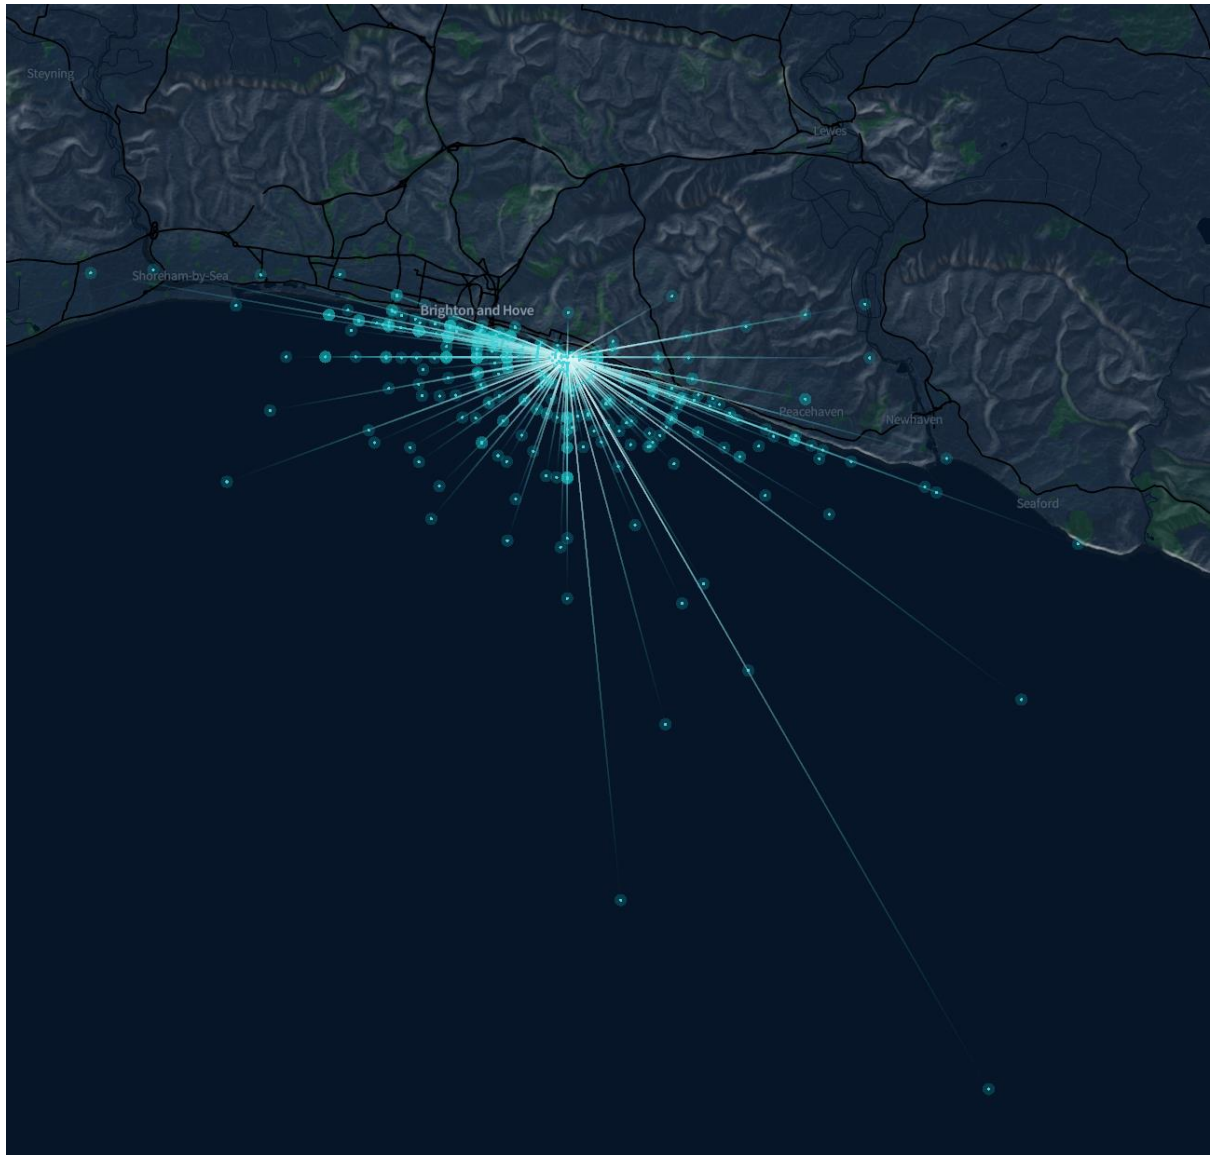 Steyning
Lewes
Shoreham-by-Sea
Brighton and Hove
Peacehaven
Newhaven
Seaford